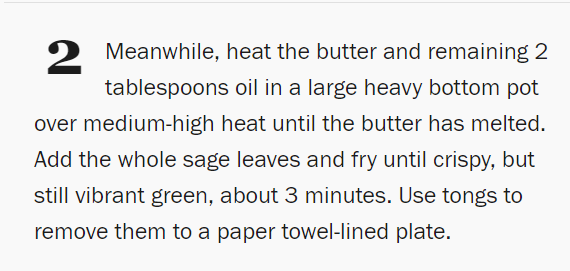 2 Meanwhile, heat the butter and remaining 2
tablespoons oil in a large heavy bottom pot
over medium-high heat until the butter has melted.
Add the whole sage leaves and fry until crispy, but
still vibrant green, about 3 minutes. Use tongs to
remove them to a paper towel-lined plate.